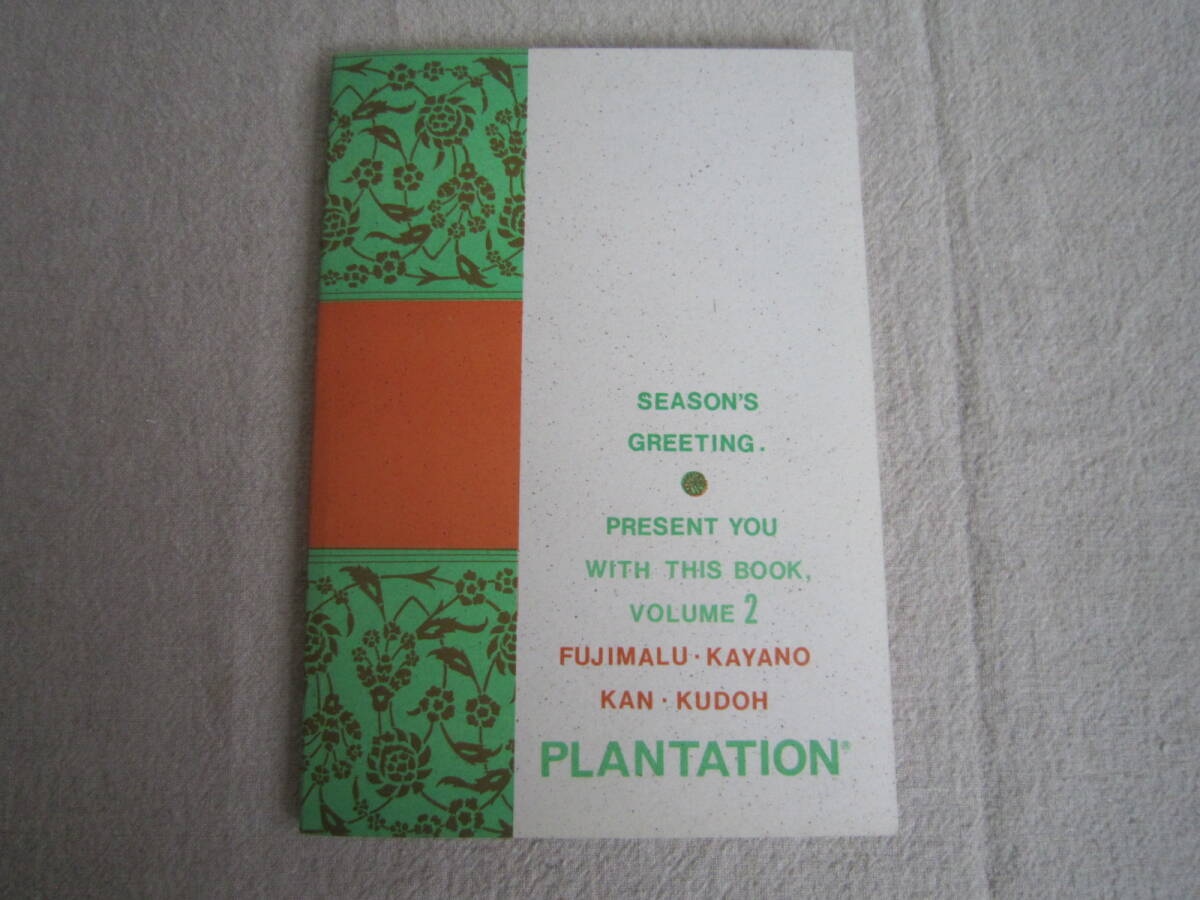 SEASON'S
GREETING.
PRESENT YOU
WITH THIS BOOK,
VOLUME 2
FUJIMALU · KAYANO
KAN · KUDOH
PLANTATION®